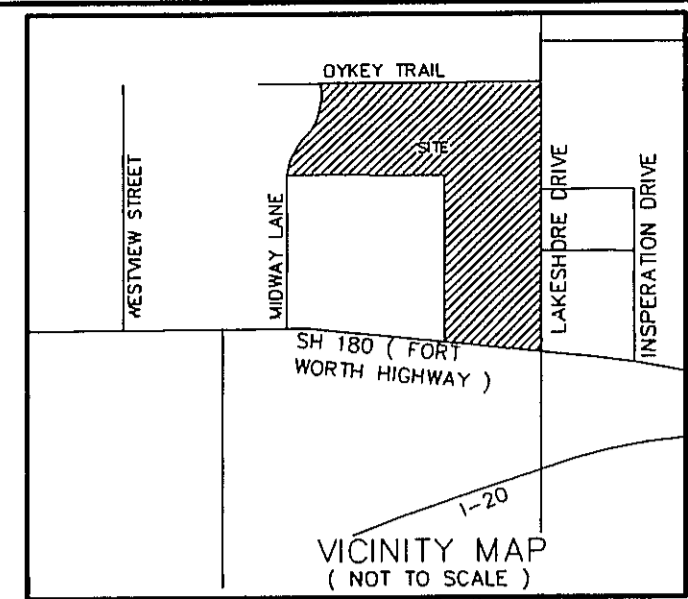 OYKEY TRAIL
SITE
WESTVIEW STREET
MIDWAY LANE
LAKESHORE DRIVE
INSPERATION DRIVE
SH 180 ( FORT
WORTH HIGHWAY )
I-20
VICINITY MAP
( NOT TO SCALE )